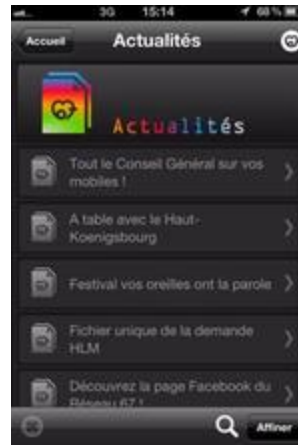 3G 15:14 68%
Accueil Actualités
Actualités
Tout le Conseil Général sur vos
mobiles !
A table avec le Haut-
Koenigsbourg
Festival vos oreilles ont la parole
Fichier unique de la demande
HLM
Découvrez la page Facebook du
Réseau 67 !
Affiner